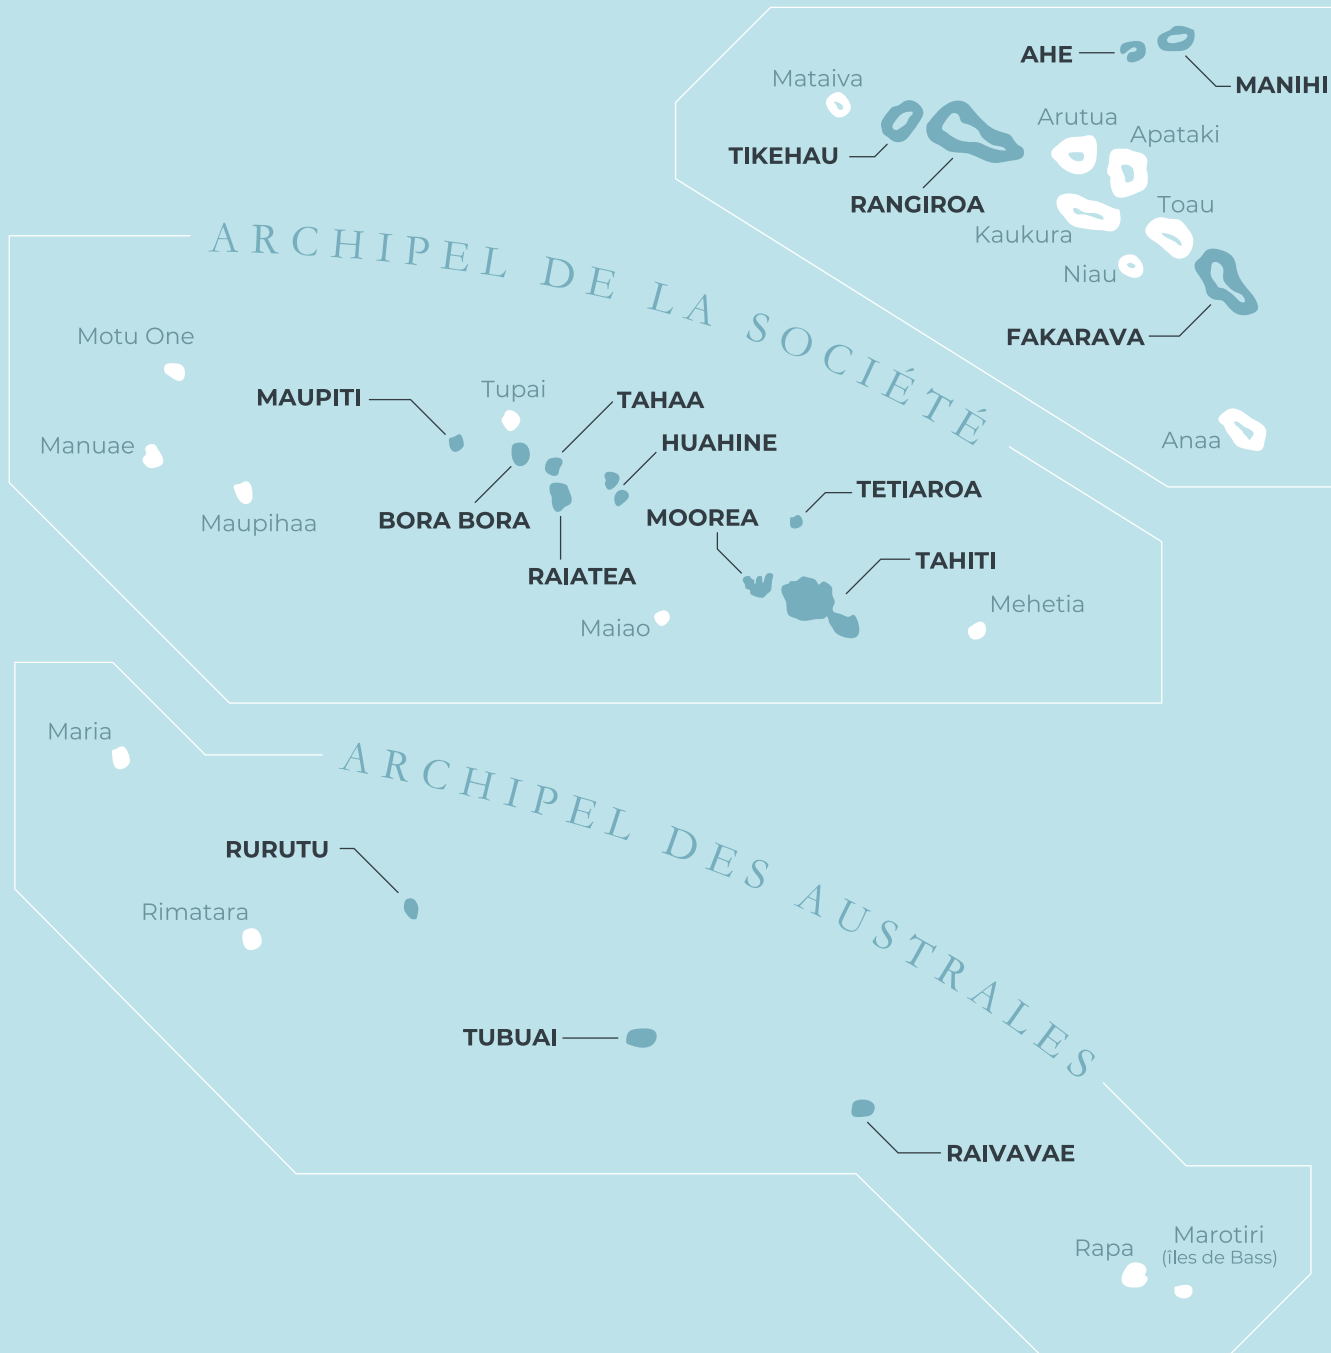 AHE
MANIHI
Mataiva
Arutua
Apataki
TIKEHAU
RANGIROA
Toau
Kaukura
Niau
FAKARAVA
Anaa
ARCHIPEL DE LA SOCIÉTÉ
Motu One
MAUPITI
Tupai
TAHAA
Manuae
HUAHINE
Maupihaa
BORA BORA
MOOREA
TETIAROA
RAIATEA
TAHITI
Maiao
Mehetia
Maria
ARCHIPEL DES AUSTRALES
RURUTU
Rimatara
TUBUAI
RAIVAVAE
Rapa
Marotiri
(îles de Bass)